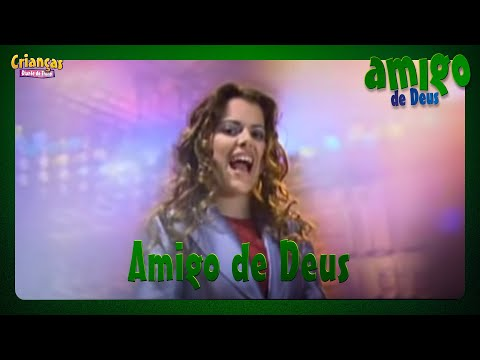 Crianças
Diante do Trono
amigo
de Deus
Amigo de Deus